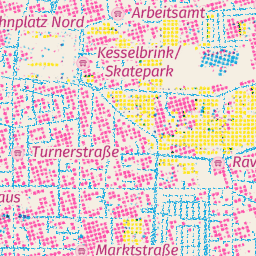 Arbeitsamt
hnplatz Nord
Kesselbrink/
Skatepark
Turnerstraße
Rav
aus
Marktstraße